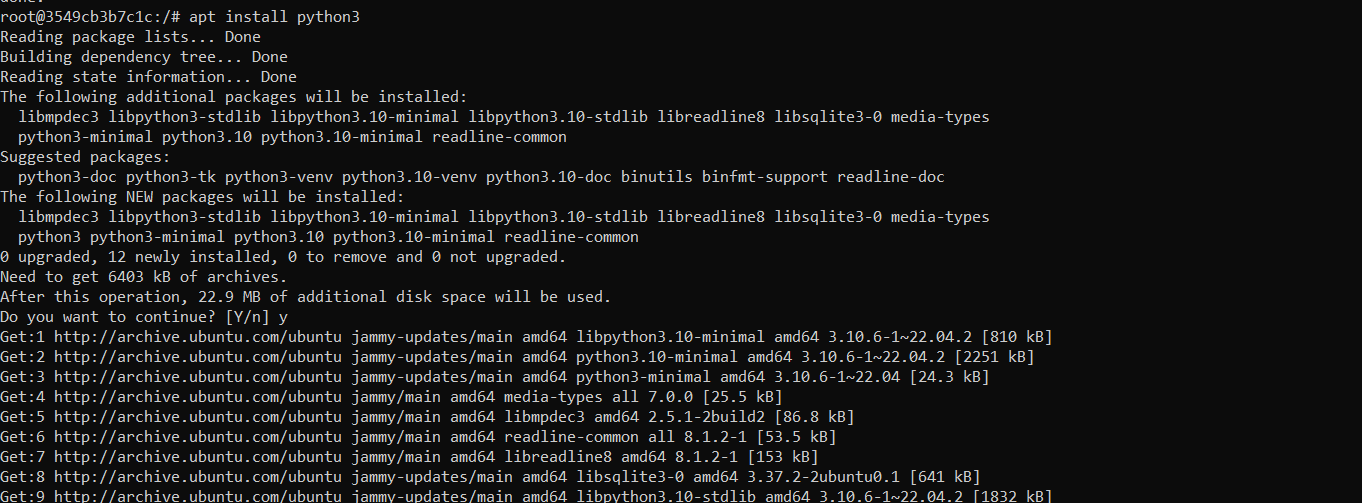 done.
root@3549cb3b7c1c:/# apt install python3
Reading package lists... Done
Building dependency tree... Done
Reading state information... Done
The following additional packages will be installed:
  libmpdec3 libpython3-stdlib libpython3.10-minimal libpython3.10-stdlib libreadline8 libsqlite3-0 media-types
  python3-minimal python3.10 python3.10-minimal readline-common
Suggested packages:
  python3-doc python3-tk python3-venv python3.10-venv python3.10-doc binutils binfmt-support readline-doc
The following NEW packages will be installed:
  libmpdec3 libpython3-stdlib libpython3.10-minimal libpython3.10-stdlib libreadline8 libsqlite3-0 media-types
  python3 python3-minimal python3.10 python3.10-minimal readline-common
0 upgraded, 12 newly installed, 0 to remove and 0 not upgraded.
Need to get 6403 kB of archives.
After this operation, 22.9 MB of additional disk space will be used.
Do you want to continue? [Y/n] y
Get:1 http://archive.ubuntu.com/ubuntu jammy-updates/main amd64 libpython3.10-minimal amd64 3.10.6-1~22.04.2 [810 kB]
Get:2 http://archive.ubuntu.com/ubuntu jammy-updates/main amd64 python3.10-minimal amd64 3.10.6-1~22.04.2 [2251 kB]
Get:3 http://archive.ubuntu.com/ubuntu jammy-updates/main amd64 python3-minimal amd64 3.10.6-1~22.04 [24.3 kB]
Get:4 http://archive.ubuntu.com/ubuntu jammy/main amd64 media-types all 7.0.0 [25.5 kB]
Get:5 http://archive.ubuntu.com/ubuntu jammy/main amd64 libmpdec3 amd64 2.5.1-2build2 [86.8 kB]
Get:6 http://archive.ubuntu.com/ubuntu jammy/main amd64 readline-common all 8.1.2-1 [53.5 kB]
Get:7 http://archive.ubuntu.com/ubuntu jammy/main amd64 libreadline8 amd64 8.1.2-1 [153 kB]
Get:8 http://archive.ubuntu.com/ubuntu jammy-updates/main amd64 libsqlite3-0 amd64 3.37.2-2ubuntu0.1 [641 kB]
Get:9 http://archive.ubuntu.com/ubuntu jammy-updates/main amd64 libpython3.10-stdlib amd64 3.10.6-1~22.04.2 [1832 kB]